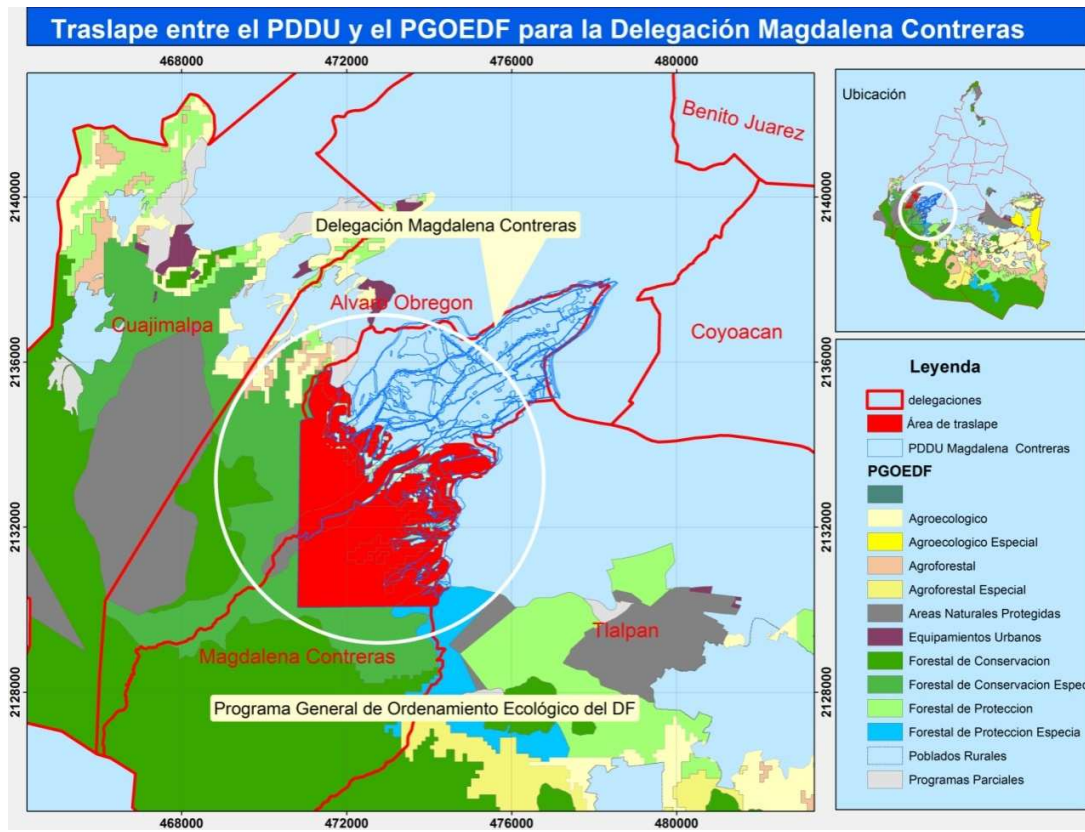 Traslape entre el PDDU y el PGOEDF para la Delegación Magdalena Contreras
468000 472000 476000 480000
Ubicación
Benito Juarez
2140000 2140000
Delegación Magdalena Contreras
Alvaro Obregon
Cuajimalpa
Coyoacan
2136000 2136000
2132000 2132000
Tlalpan
Magdalena Contreras
2128000 2128000
Programa General de Ordenamiento Ecológico del DF
468000 472000 476000 480000
Leyenda
delegaciones
Área de traslape
PDDU Magdalena Contreras
PGOEDF
Agroecologico
Agroecologico Especial
Agroforestal
Agroforestal Especial
Areas Naturales Protegidas
Equipamientos Urbanos
Forestal de Conservacion
Forestal de Conservacion Espec
Forestal de Proteccion
Forestal de Proteccion Especia
Poblados Rurales
Programas Parciales